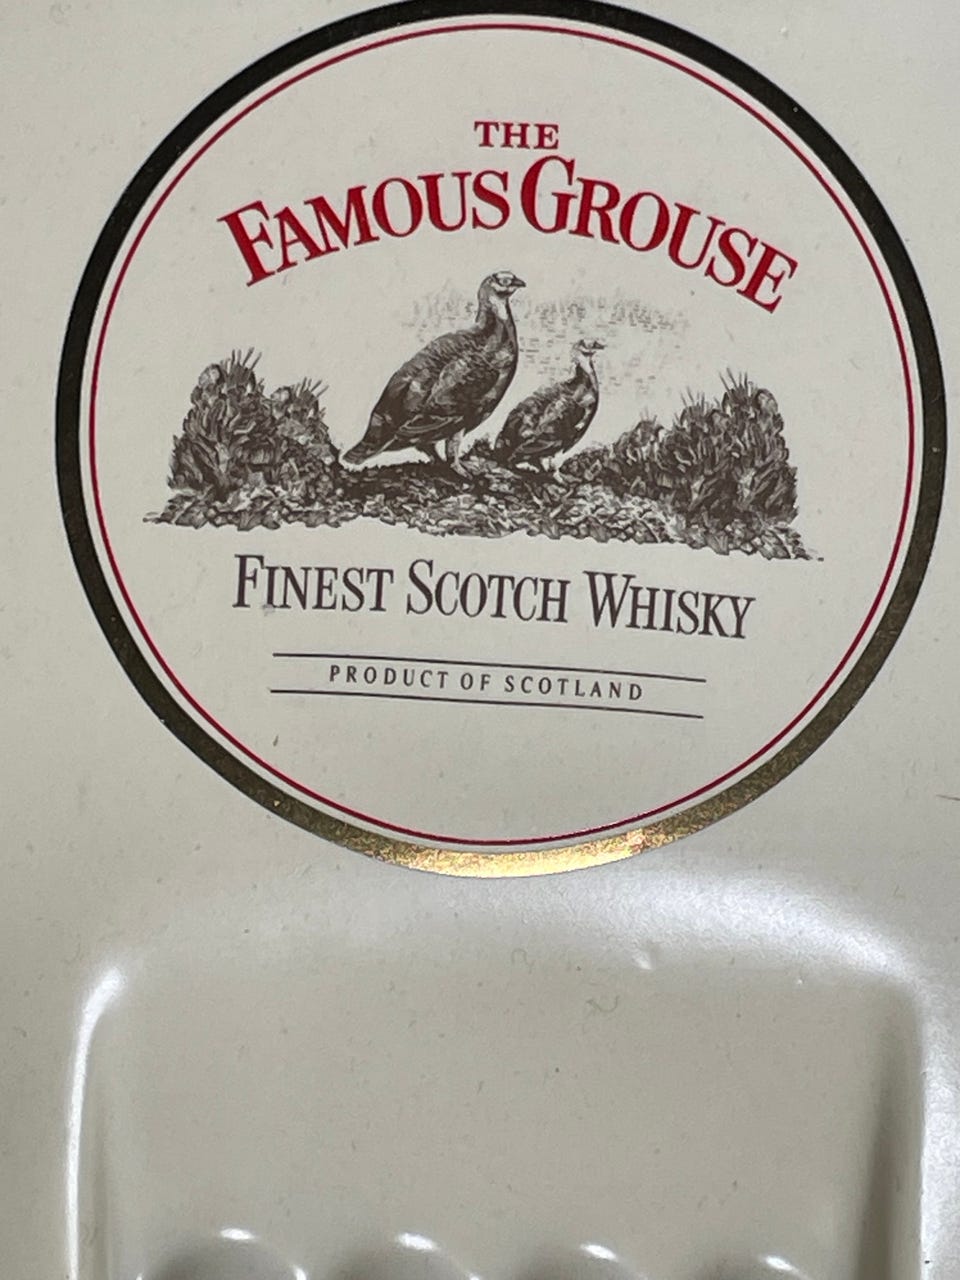 THE
FAMOUS GROUSE
FINEST SCOTCH WHISKY
PRODUCT OF SCOTLAND